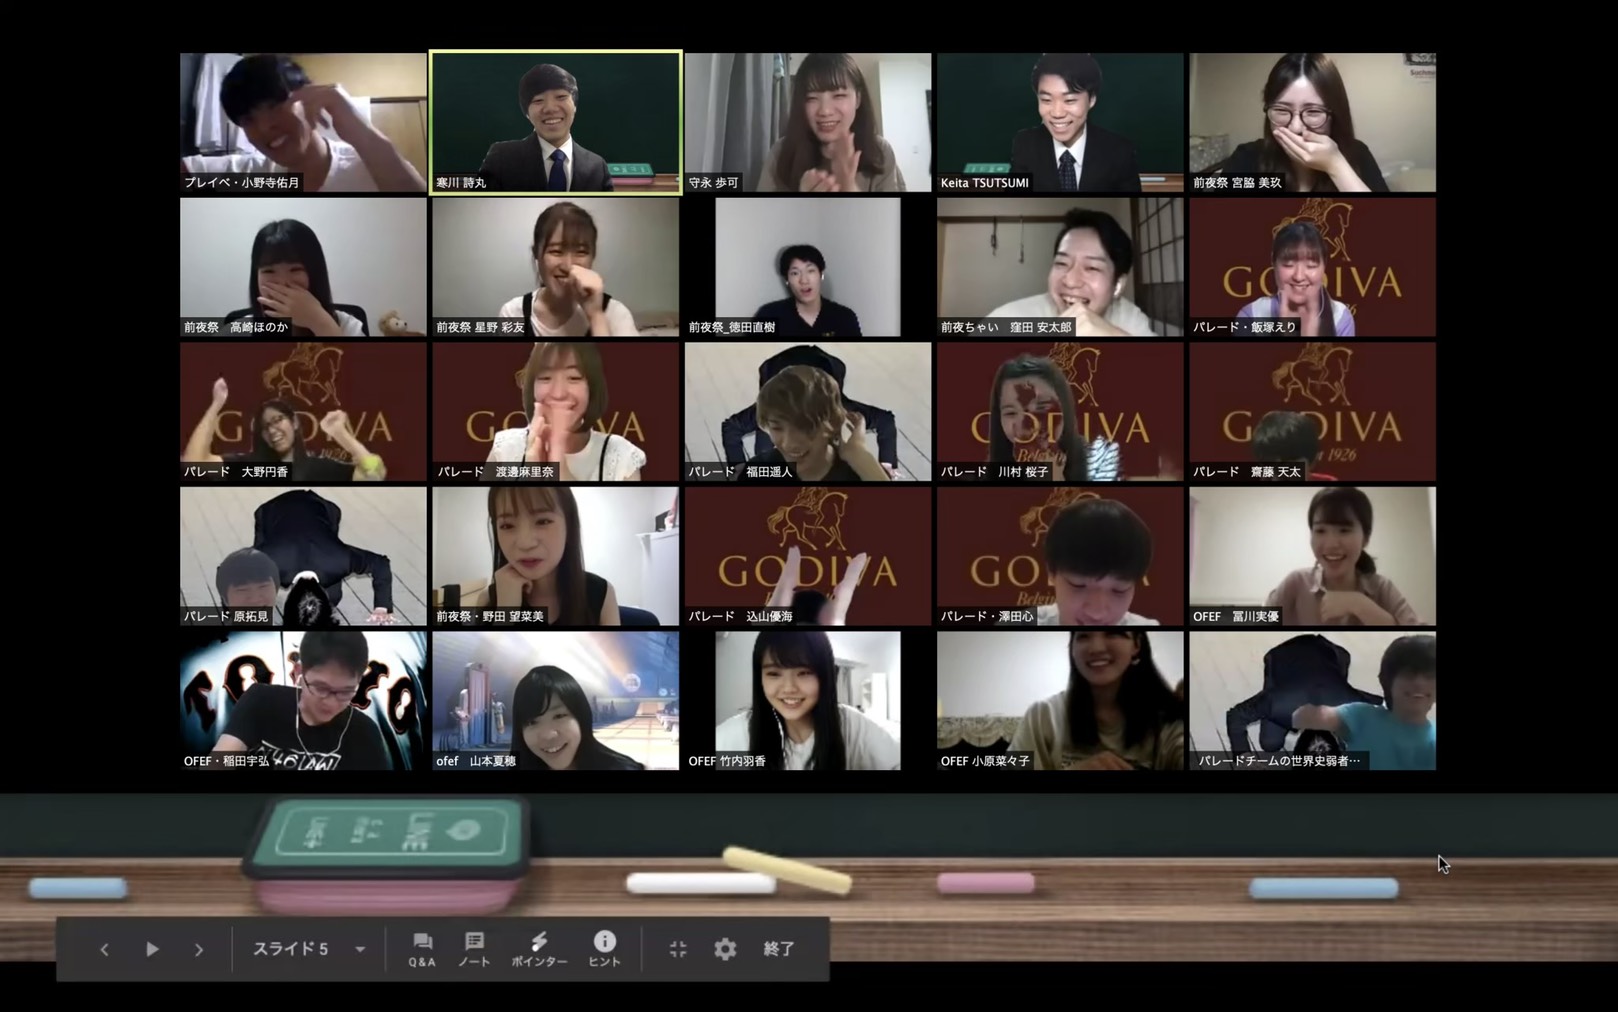 Suchmos
プレイベ・小野寺佑月
寒川 詩丸
守永 歩可
Keita TSUTSUMI
前夜祭 宮脇 美玖
GODIVA
1926
前夜祭　高崎ほのか
前夜祭 星野 彩友
前夜祭_徳田直樹
前夜ちゃい　窪田 安太郎
パレード・飯塚えり
GODIVA
1926
GODIVA
GODIVA
Belgium
GODIVA
1926
パレード　大野円香
パレード　渡邊麻里奈
パレード　福田遥人
パレード　川村 桜子
パレード　齋藤 天太
GODIVA
GODIVA
パレード 原拓見
前夜祭・野田 望菜美
パレード　込山優海
パレード・澤田心
OFEF　冨川実優
TOKYO
OFEF・稲田宇弘
ofef　山本夏穂
OFEF 竹内羽香
OFEF 小原菜々子
パレードチームの世界史弱者…
LINE
スライド 5
Q&A
ノート
ポインター
ヒント
終了